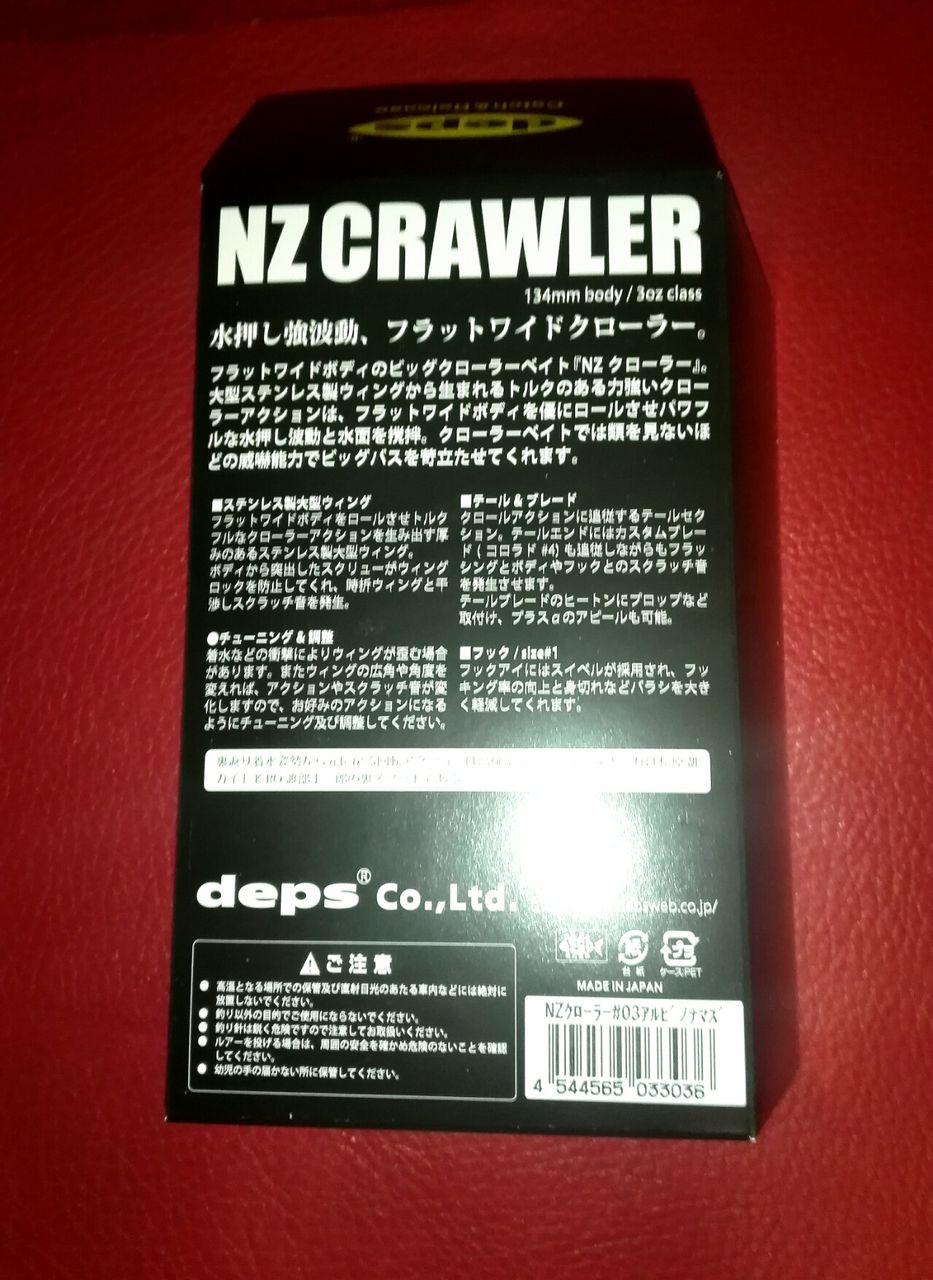 deps
Catch & Release
NZ CRAWLER
134mm body / 3oz class
水押し強波動、フラットワイドクローラー。
フラットワイドボディのビッグクローラーベイト『NZ クローラー』。
大型ステンレス製ウィングから生まれるトルクのある力強いクロー
ラーアクションは、フラットワイドボディを優にロールさせパワフ
ルな水押し波動と水面を撹拌。クローラーベイトでは類を見ないほ
どの威嚇能力でビッグバスを苛立たせてくれます。
■ステンレス製大型ウィング
フラットワイドボディをロールさせトルク
フルなクローラーアクションを生み出す厚
みのあるステンレス製大型ウィング。
ボディから突出したスクリューがウィング
ロックを防止してくれ、時折ウィングと干
渉しスクラッチ音を発生。
●チューニング & 調整
着水などの衝撃によりウィングが歪む場合
があります。またウィングの広角や角度を
変えれば、アクションやスクラッチ音が変
化しますので、お好みのアクションになる
ようにチューニング及び調整してください。
■テール & ブレード
クロールアクションに追従するテールセク
ション。テールエンドにはカスタムブレー
ド ( コロラド #4) も追従しながらもフラッ
シングとボディやフックとのスクラッチ音
を発生させます。
テールブレードのヒートンにプロップなど
取付け、プラスαのアピールも可能。
■フック / size#1
フックアイにはスイベルが採用され、フッ
キング率の向上と身切れなどバラシを大き
く軽減してくれます。
deps® Co.,Ltd.
psweb.co.jp/
台紙
ケース:PET
MADE IN JAPAN
ご注意
● 高温となる場所での保管及び直射日光のあたる車内などには絶対に
放置しないでください。
● 釣り以外の目的でご使用にならないでください。
● 釣り針は鋭く危険ですので注意してお取扱いください。
● ルアーを投げる場合は、周囲の安全を確かめ危険のないことを確認
してください。
● 幼児の手の届かない所に保管してください。
NZクローラー#03アルビノナマズ
4 544565 033036